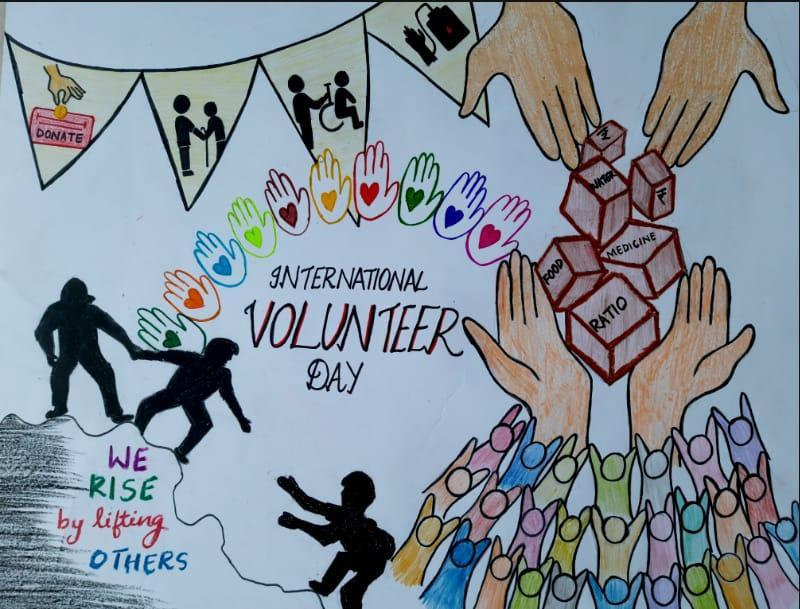 DONATE
INTERNATIONAL
VOLUNTEER
DAY
₹
WATER
₹
FOOD
MEDICINE
RATIO
WE
RISE
by lifting
OTHERS